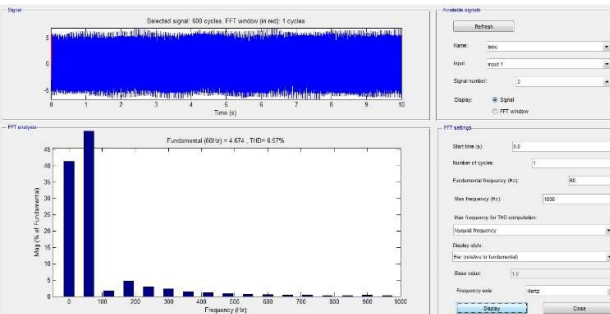 Signal
Selected signal: 600 cycles. FFT window (in red): 1 cycles
5
0
-5
0 1 2 3 4 5 6 7 8 9 10
Time (s)
FFT analysis
Fundamental (60Hz) = 4.674 , THD= 6.57%
45
40
35
30
25
20
15
10
5
0
Mag (% of Fundamental)
0 100 200 300 400 500 600 700 800 900 1000
Frequency (Hz)
Available signals
Refresh
Name:
Input:
input 1
Signal number:
2
Display:
Signal
FFT window
FFT settings
Start time (s):
0.0
Number of cycles:
1
Fundamental frequency (Hz):
60
Max frequency (Hz):
1000
Max frequency for THD computation:
Nyquist frequency
Display style:
Bar (relative to fundamental)
Base value:
1.0
Frequency axis:
Hertz
Display
Close